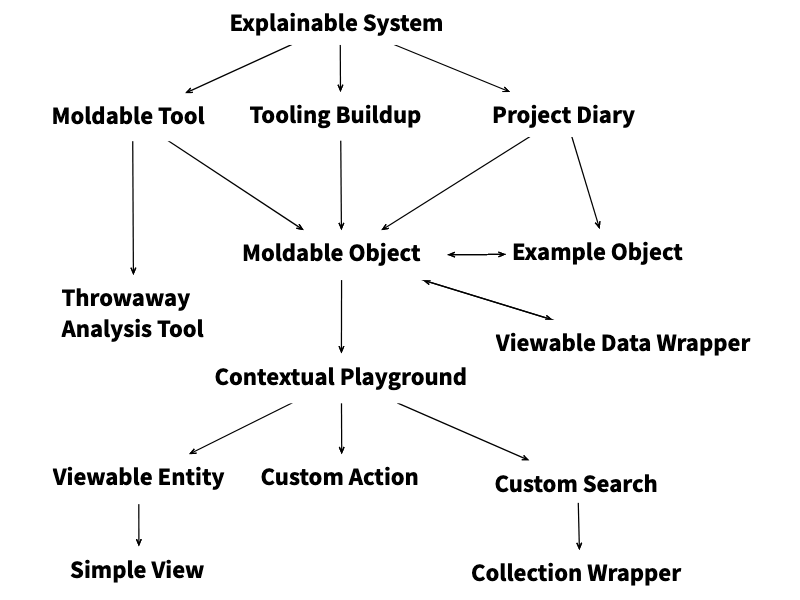 Explainable System
Moldable Tool
Tooling Buildup
Project Diary
Moldable Object
Example Object
Throwaway
Analysis Tool
Viewable Data Wrapper
Contextual Playground
Viewable Entity
Custom Action
Custom Search
Simple View
Collection Wrapper